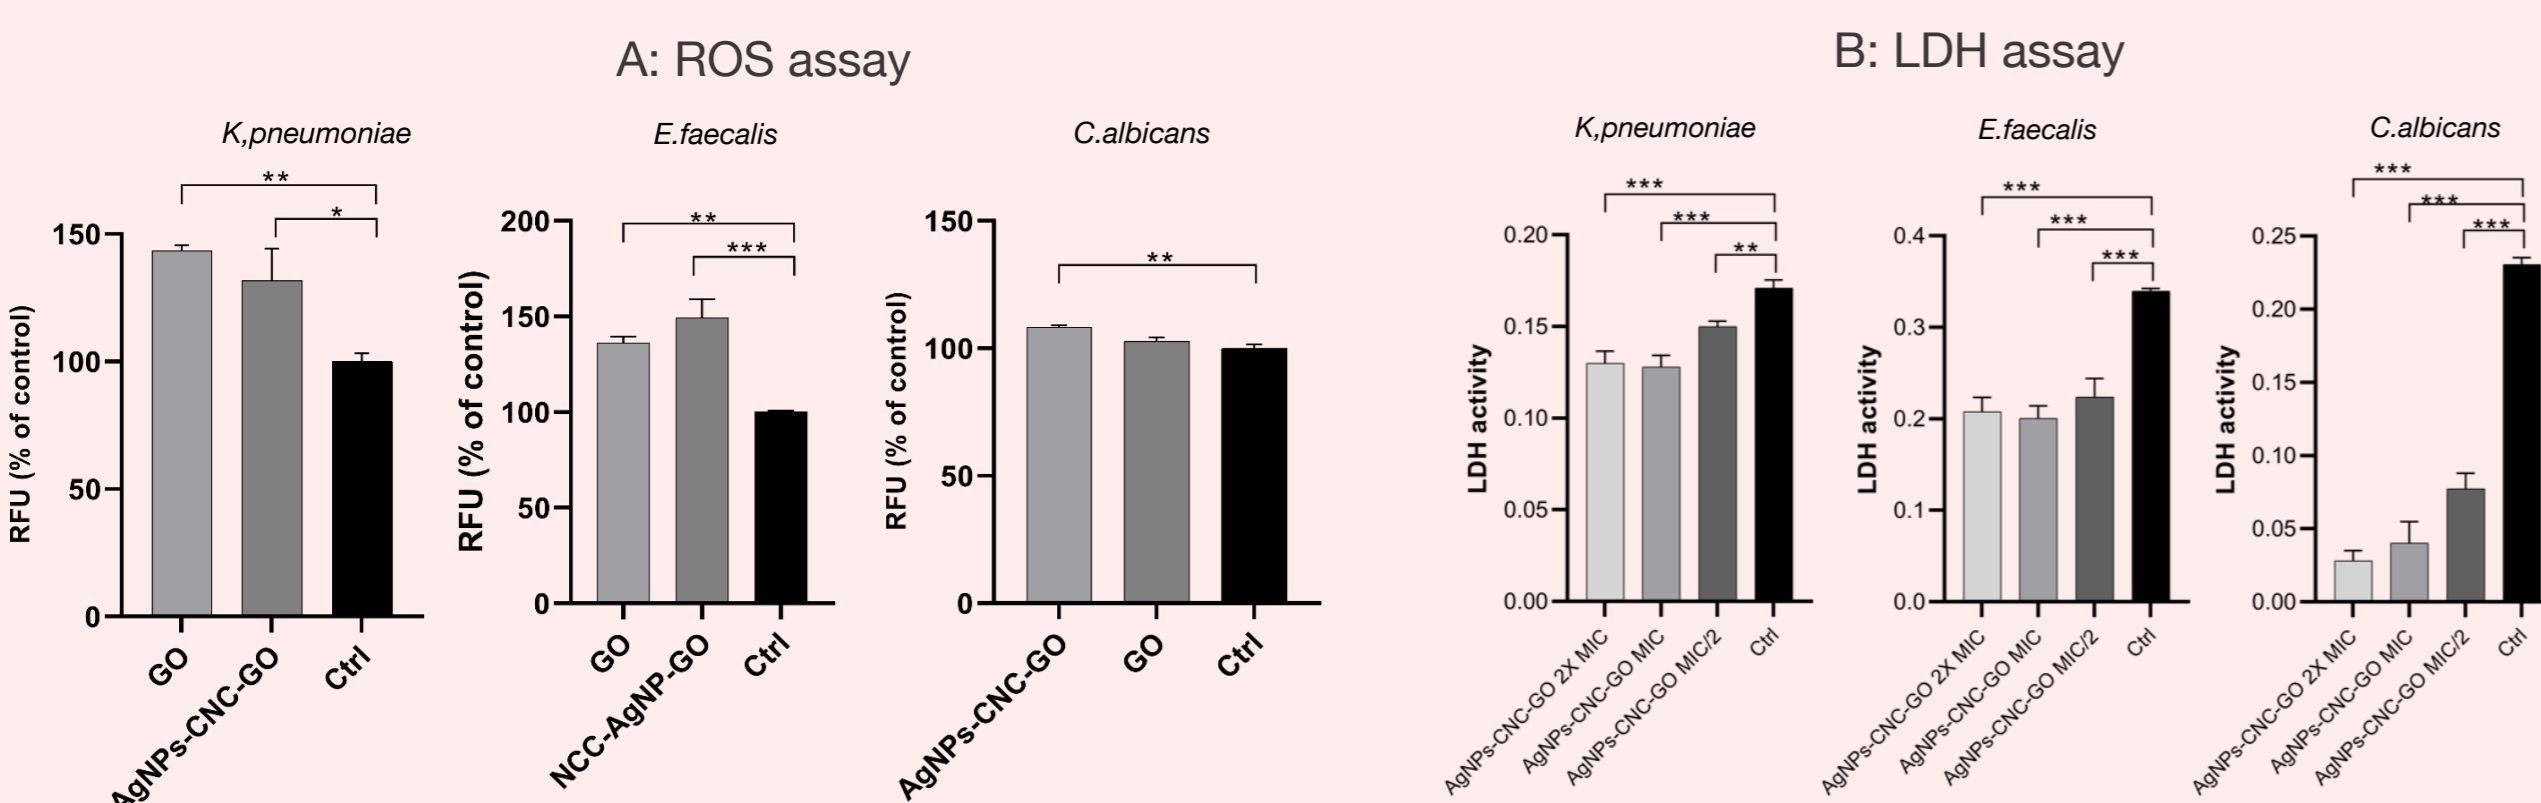 A: ROS assay
B: LDH assay
K,pneumoniae
**
*
150
100
50
0
RFU (% of control)
GO
AgNPs-CNC-GO
Ctrl
E.faecalis
**
***
200
150
100
50
0
RFU (% of control)
GO
NCC-AgNP-GO
Ctrl
C.albicans
**
150
100
50
0
RFU (% of control)
AgNPs-CNC-GO
GO
Ctrl
K,pneumoniae
***
***
**
0.20
0.15
0.10
0.05
0.00
LDH activity
AgNPs-CNC-GO 2X MIC
AgNPs-CNC-GO MIC
AgNPs-CNC-GO MIC/2
Ctrl
E.faecalis
***
***
***
0.4
0.3
0.2
0.1
0.0
LDH activity
AgNPs-CNC-GO 2X MIC
AgNPs-CNC-GO MIC
AgNPs-CNC-GO MIC/2
Ctrl
C.albicans
***
***
***
0.25
0.20
0.15
0.10
0.05
0.00
LDH activity
AgNPs-CNC-GO 2X MIC
AgNPs-CNC-GO MIC
AgNPs-CNC-GO MIC/2
Ctrl